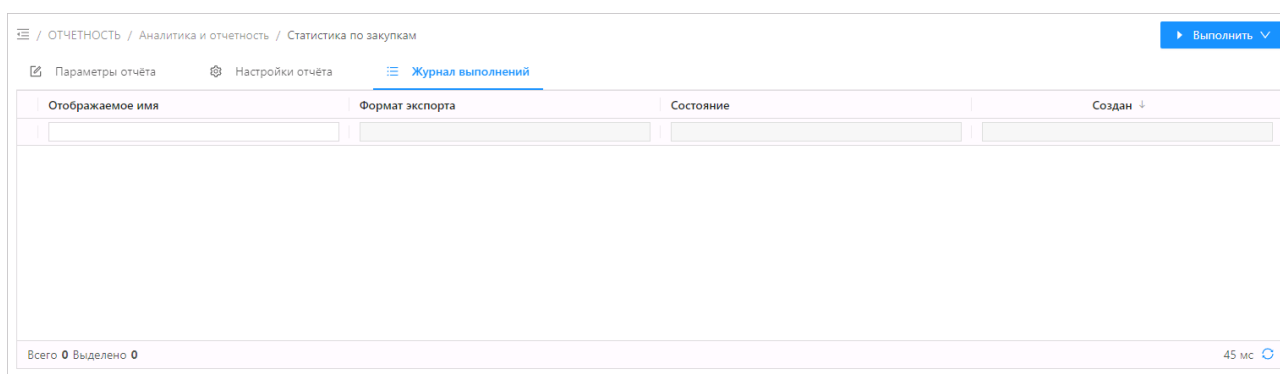 / ОТЧЕТНОСТЬ / Аналитика и отчетность / Статистика по закупкам Выполнить
Параметры отчёта Настройки отчёта Журнал выполнений
Отображаемое имя Формат экспорта Состояние Создан
Всего 0 Выделено 0 45 мс